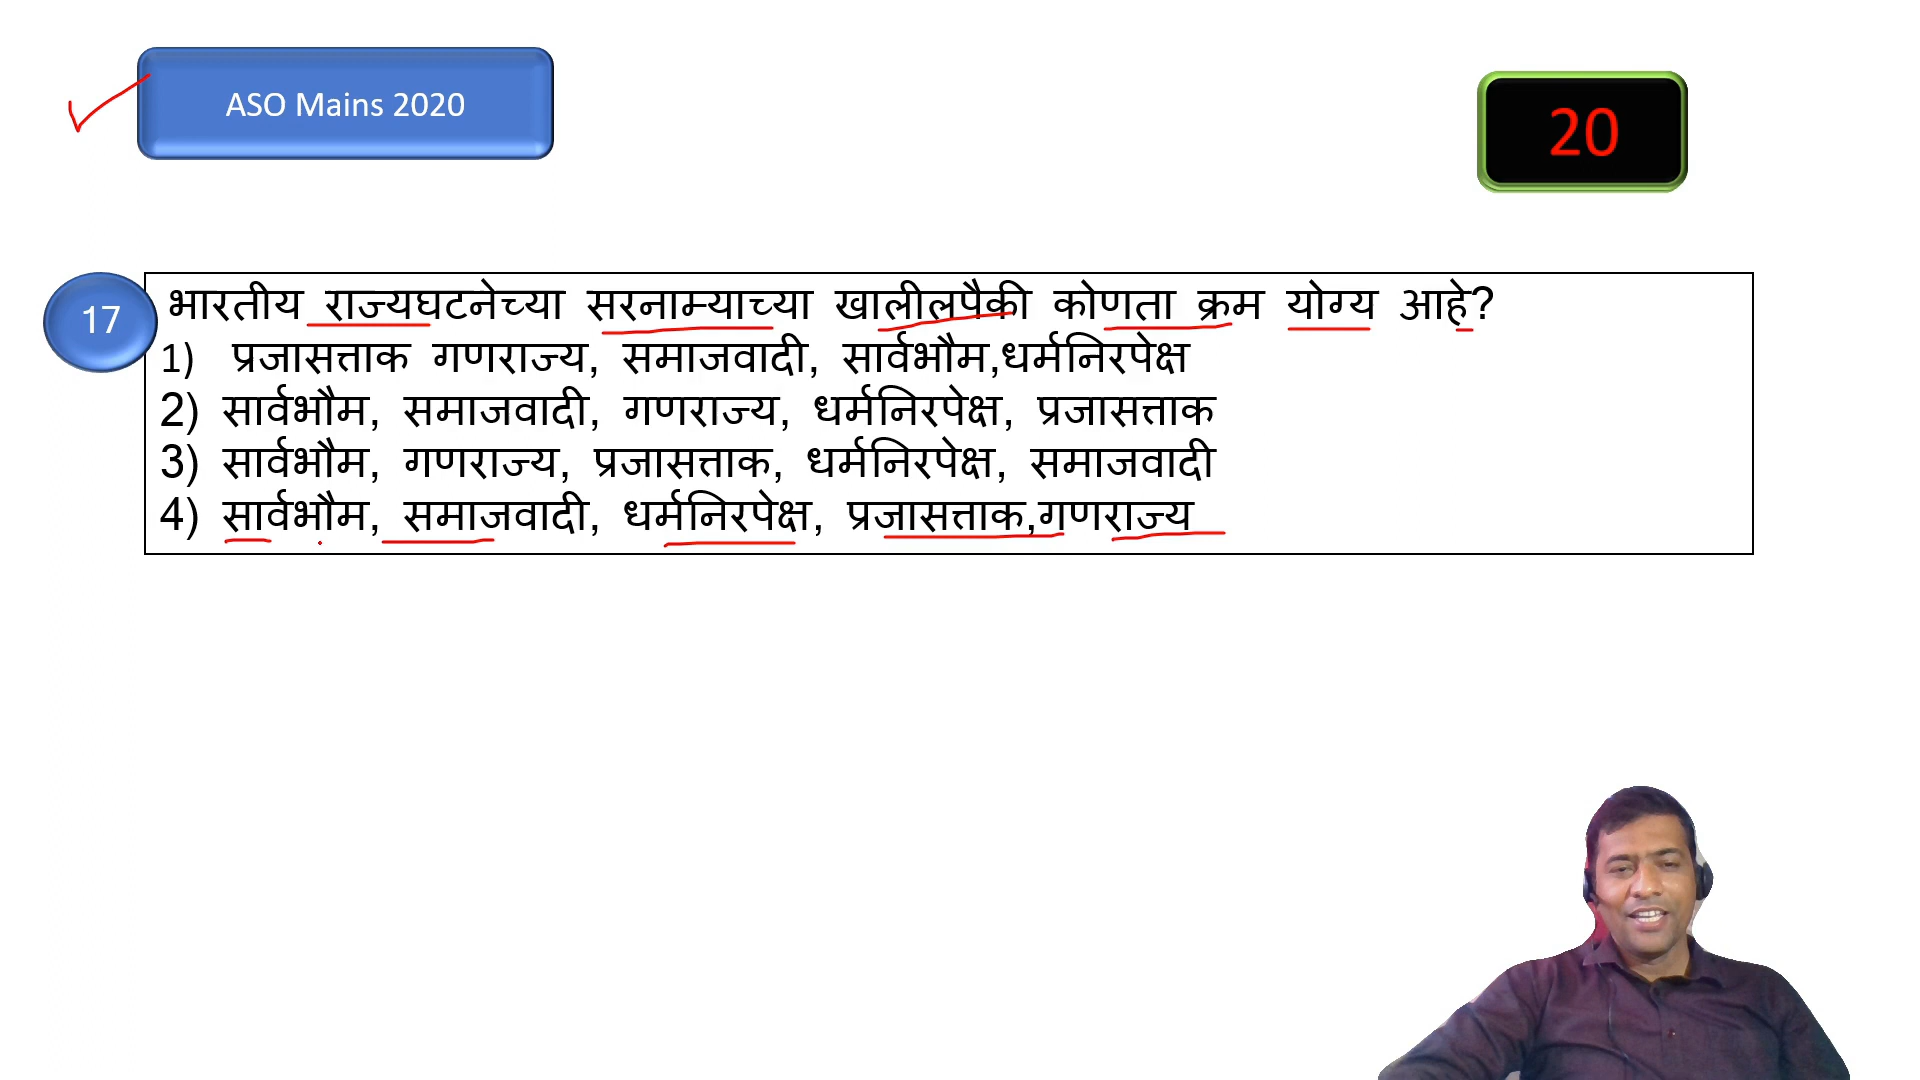 ASO Mains 2020
20
17
भारतीय राज्यघटनेच्या सरनाम्याच्या खालीलपैकी कोणता क्रम योग्य आहे?
1) प्रजासत्ताक गणराज्य, समाजवादी, सार्वभौम,धर्मनिरपेक्ष
2) सार्वभौम, समाजवादी, गणराज्य, धर्मनिरपेक्ष, प्रजासत्ताक
3) सार्वभौम, गणराज्य, प्रजासत्ताक, धर्मनिरपेक्ष, समाजवादी
4) सार्वभौम, समाजवादी, धर्मनिरपेक्ष, प्रजासत्ताक,गणराज्य